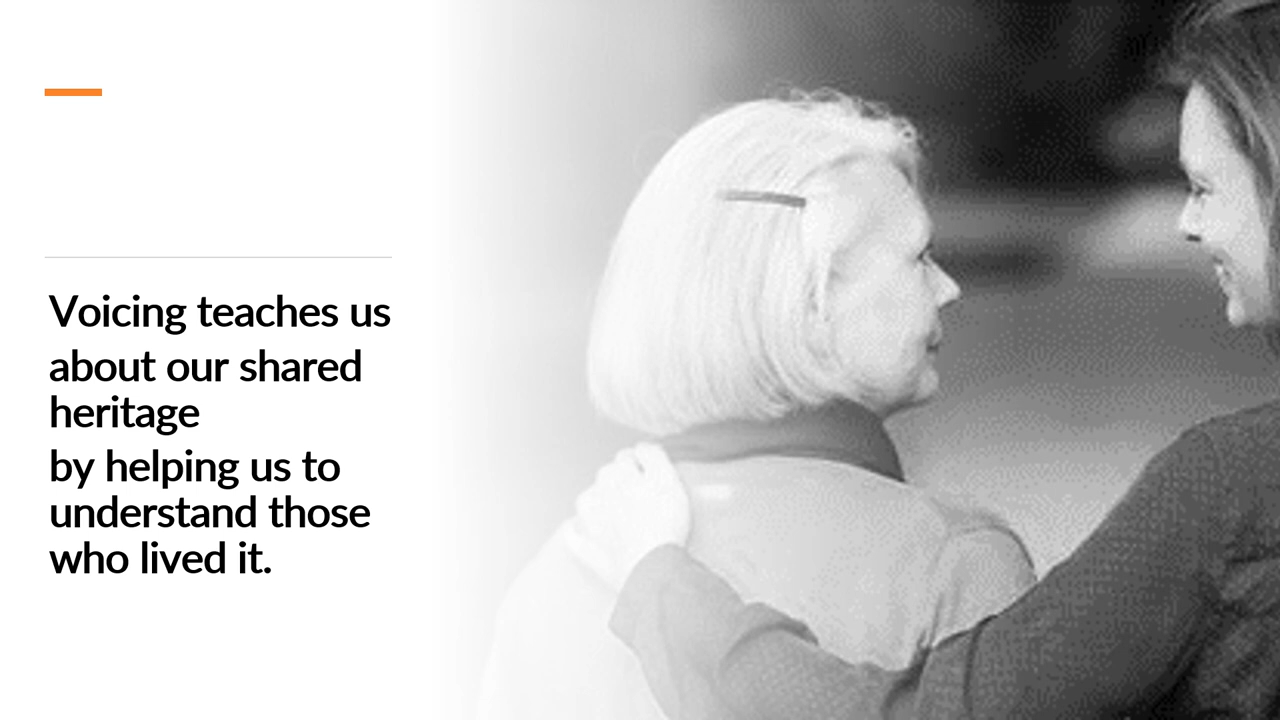 Voicing teaches us
about our shared
heritage
by helping us to
understand those
who lived it.